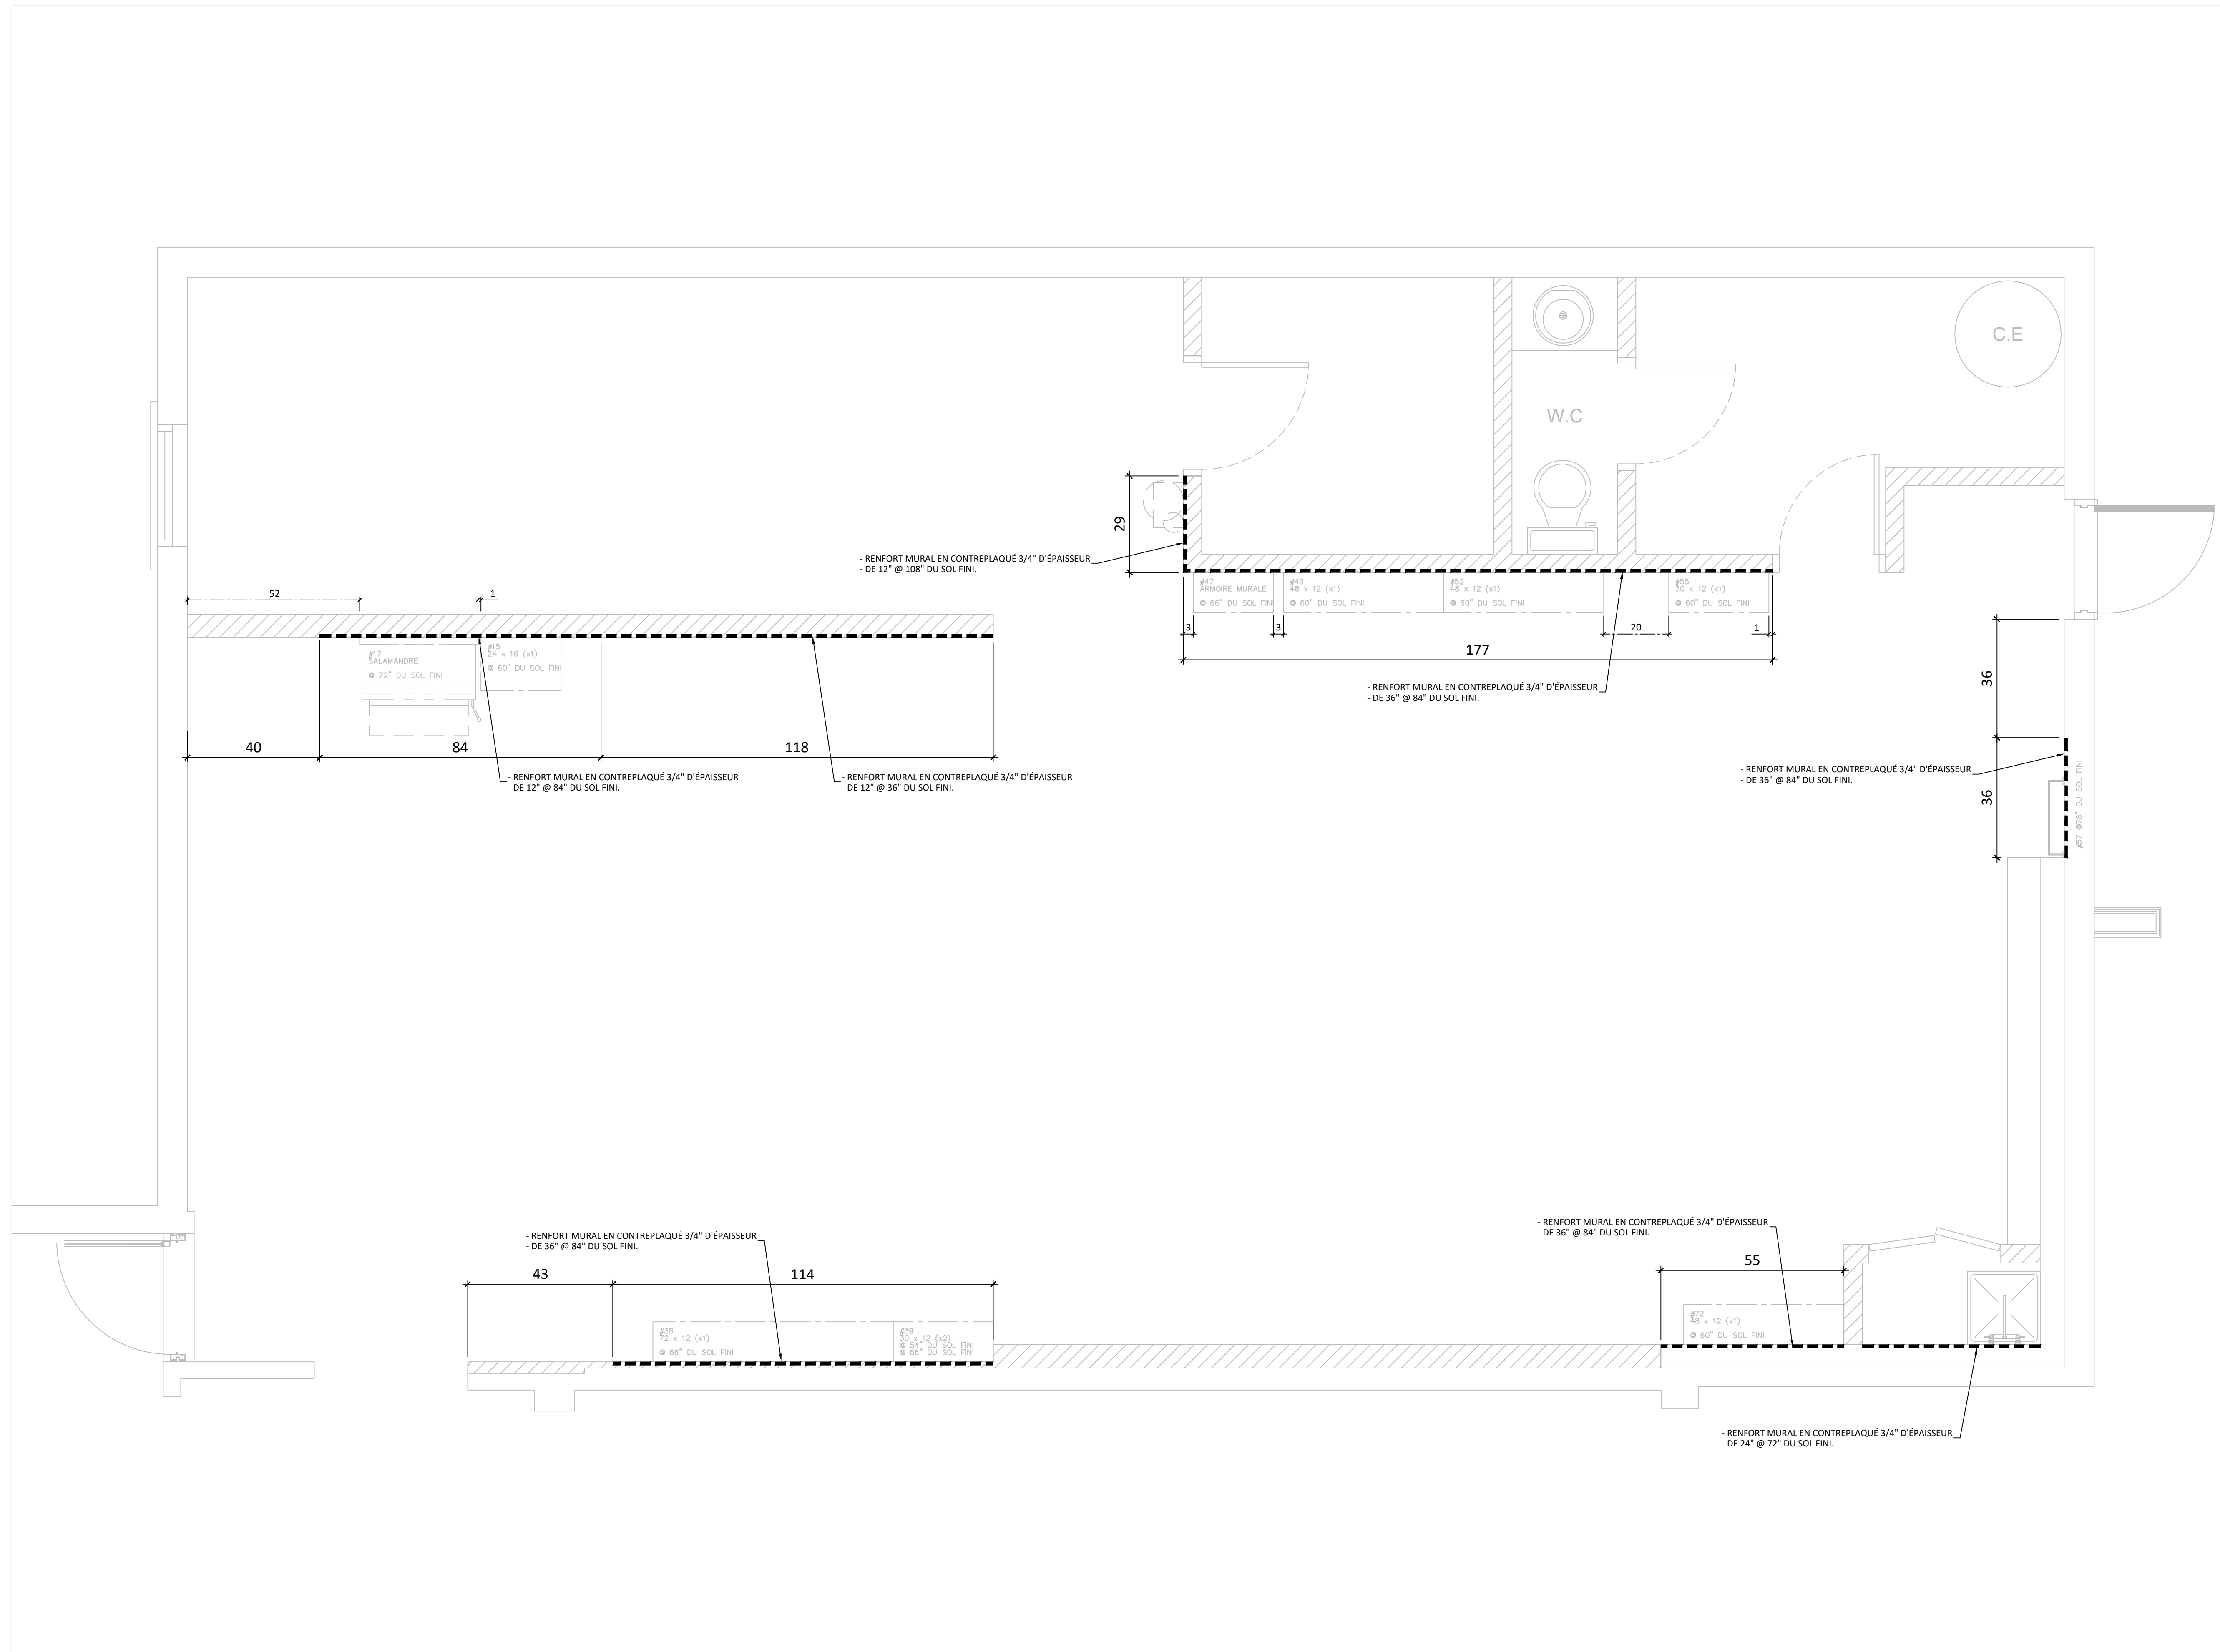 C.E
W.C
29
- RENFORT MURAL EN CONTREPLAQUÉ 3/4" D'ÉPAISSEUR
- DE 12" @ 108" DU SOL FINI.
#47
ARMOIRE MURALE
@ 66" DU SOL FINI
#49
48 x 12 (x1)
@ 60" DU SOL FINI
#52
48 x 12 (x1)
@ 60" DU SOL FINI
#55
30 x 12 (x1)
@ 60" DU SOL FINI
3
3
20
1
177
- RENFORT MURAL EN CONTREPLAQUÉ 3/4" D'ÉPAISSEUR
- DE 36" @ 84" DU SOL FINI.
52
1
#17
SALAMANDRE
@ 72" DU SOL FINI
#15
24 x 16 (x1)
@ 60" DU SOL FINI
40
84
118
- RENFORT MURAL EN CONTREPLAQUÉ 3/4" D'ÉPAISSEUR
- DE 12" @ 84" DU SOL FINI.
- RENFORT MURAL EN CONTREPLAQUÉ 3/4" D'ÉPAISSEUR
- DE 12" @ 36" DU SOL FINI.
36
36
- RENFORT MURAL EN CONTREPLAQUÉ 3/4" D'ÉPAISSEUR
- DE 36" @ 84" DU SOL FINI.
#57 @78" DU SOL FINI
- RENFORT MURAL EN CONTREPLAQUÉ 3/4" D'ÉPAISSEUR
- DE 36" @ 84" DU SOL FINI.
43
114
#38
72 x 12 (x1)
@ 66" DU SOL FINI
#39
30 x 12 (x2)
@ 54" DU SOL FINI
@ 66" DU SOL FINI
- RENFORT MURAL EN CONTREPLAQUÉ 3/4" D'ÉPAISSEUR
- DE 36" @ 84" DU SOL FINI.
55
#72
48 x 12 (x1)
@ 60" DU SOL FINI
- RENFORT MURAL EN CONTREPLAQUÉ 3/4" D'ÉPAISSEUR
- DE 24" @ 72" DU SOL FINI.